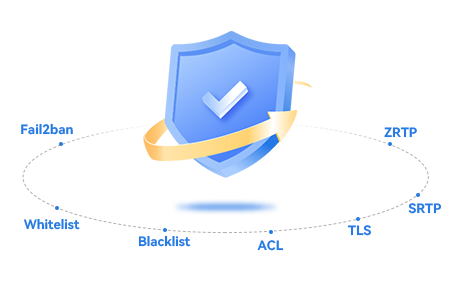 Fail2ban
ZRTP
Whitelist
SRTP
Blacklist
ACL
TLS